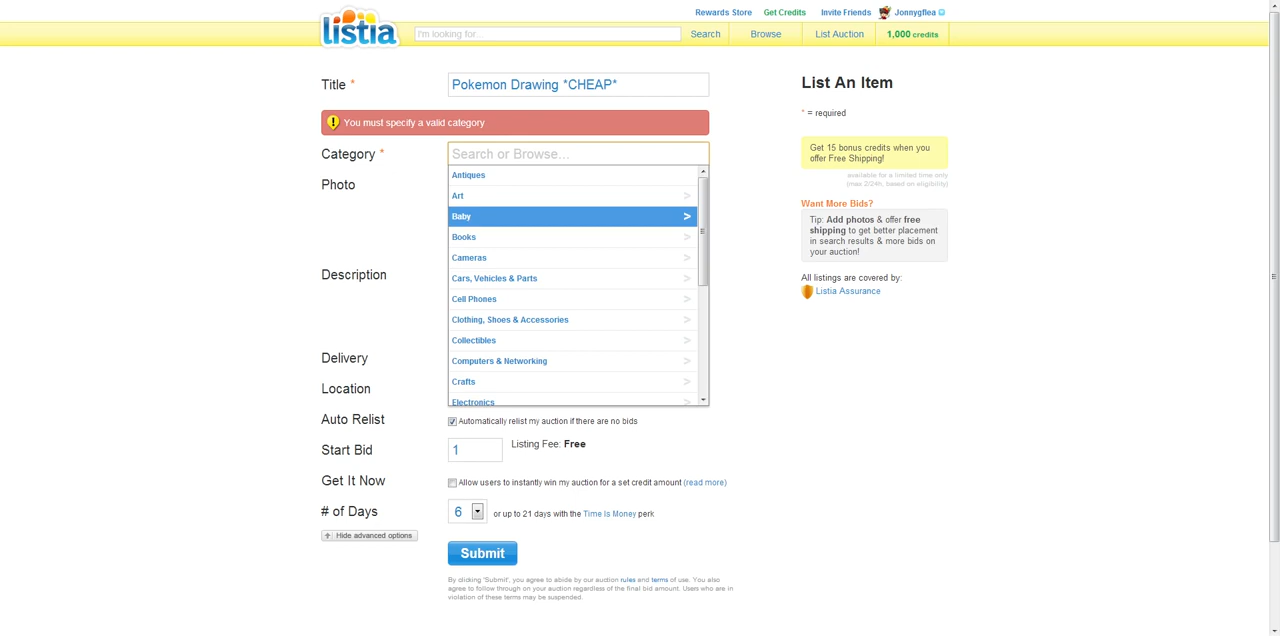 Rewards Store Get Credits Invite Friends Jonnygflea
listia
I'm looking for... Search Browse List Auction 1,000 credits
Title * Pokemon Drawing *CHEAP*
You must specify a valid category
Category * Search or Browse...
Antiques
Art >
Baby >
Books >
Cameras >
Cars, Vehicles & Parts >
Cell Phones >
Clothing, Shoes & Accessories >
Collectibles >
Computers & Networking >
Crafts >
Electronics >
Photo
Description
Delivery
Location
Auto Relist Automatically relist my auction if there are no bids
Start Bid 1 Listing Fee: Free
Get It Now Allow users to instantly win my auction for a set credit amount (read more)
# of Days 6 or up to 21 days with the Time Is Money perk
Hide advanced options
Submit
By clicking 'Submit', you agree to abide by our auction rules and terms of use. You also
agree to follow through on your auction regardless of the final bid amount. Users who are in
violation of these terms may be suspended.
List An Item
* = required
Get 15 bonus credits when you
offer Free Shipping!
available for a limited time only
(max 2/24h, based on eligibility)
Want More Bids?
Tip: Add photos & offer free
shipping to get better placement
in search results & more bids on
your auction!
All listings are covered by:
Listia Assurance